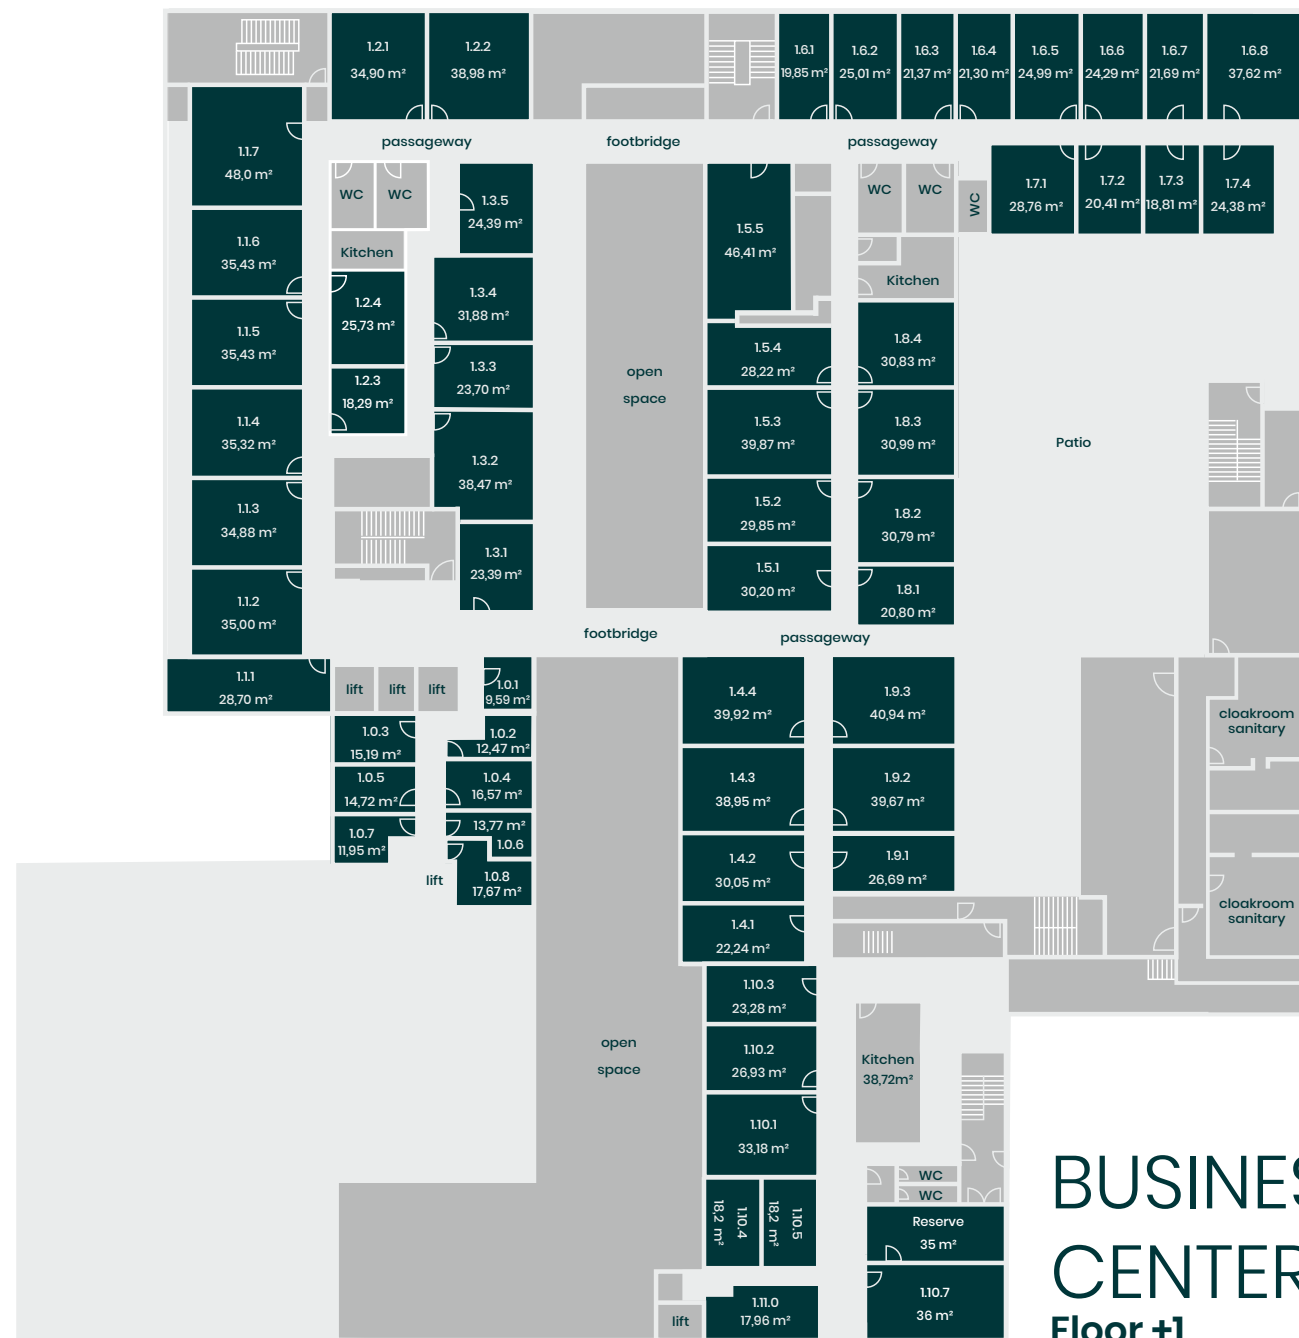 1.2.1
34,90 m²
1.2.2
38,98 m²
1.6.1
19,85 m²
1.6.2
25,01 m²
1.6.3
21,37 m²
1.6.4
21,30 m²
1.6.5
24,99 m²
1.6.6
24,29 m²
1.6.7
21,69 m²
1.6.8
37,62 m²
passageway
footbridge
passageway
1.1.7
48,0 m²
WC
WC
1.3.5
24,39 m²
1.5.5
46,41 m²
WC
WC
WC
1.7.1
28,76 m²
1.7.2
20,41 m²
1.7.3
18,81 m²
1.7.4
24,38 m²
1.1.6
35,43 m²
Kitchen
Kitchen
1.2.4
25,73 m²
1.3.4
31,88 m²
1.1.5
35,43 m²
1.5.4
28,22 m²
1.8.4
30,83 m²
1.2.3
18,29 m²
1.3.3
23,70 m²
open
space
1.1.4
35,32 m²
1.5.3
39,87 m²
1.8.3
30,99 m²
Patio
1.3.2
38,47 m²
1.1.3
34,88 m²
1.5.2
29,85 m²
1.8.2
30,79 m²
1.3.1
23,39 m²
1.5.1
30,20 m²
1.8.1
20,80 m²
1.1.2
35,00 m²
footbridge
passageway
1.1.1
28,70 m²
lift
lift
lift
1.0.1
9,59 m²
1.4.4
39,92 m²
1.9.3
40,94 m²
cloakroom
sanitary
1.0.3
15,19 m²
1.0.2
12,47 m²
1.0.5
14,72 m²
1.0.4
16,57 m²
1.4.3
38,95 m²
1.9.2
39,67 m²
1.0.7
11,95 m²
13,77 m²
1.0.6
1.4.2
30,05 m²
1.9.1
26,69 m²
lift
1.0.8
17,67 m²
cloakroom
sanitary
1.4.1
22,24 m²
1.10.3
23,28 m²
open
space
1.10.2
26,93 m²
Kitchen
38,72m²
1.10.1
33,18 m²
WC
WC
1.10.4
18,2 m²
1.10.5
18,2 m²
Reserve
35 m²
1.10.7
36 m²
lift
1.11.0
17,96 m²
BUSINES
CENTER
Floor +1